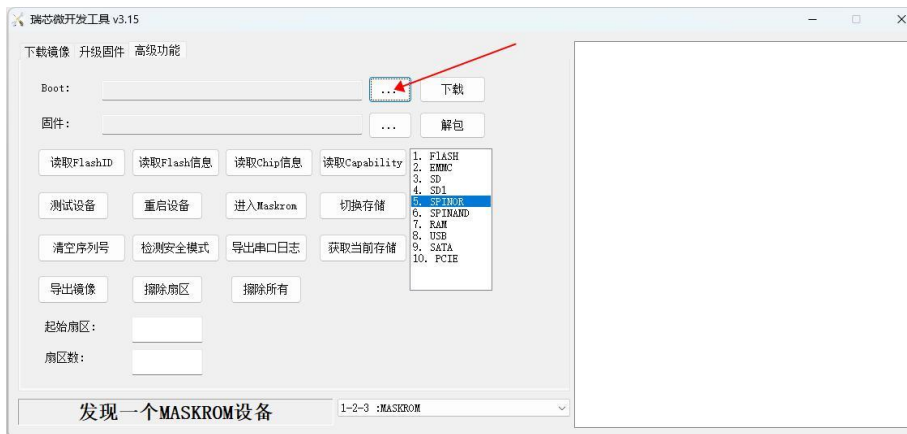 瑞芯微开发工具 v3.15
下载镜像 升级固件 高级功能
Boot: ... 下载
固件: ... 解包
读取FlashID 读取Flash信息 读取Chip信息 读取Capability
测试设备 重启设备 进入Maskrom 切换存储
清空序列号 检测安全模式 导出串口日志 获取当前存储
导出镜像 擦除扇区 擦除所有
1. FlASH
2. EMMC
3. SD
4. SD1
5. SPINOR
6. SPINAND
7. RAM
8. USB
9. SATA
10. PCIE
起始扇区:
扇区数:
发现一个MASKROM设备 1-2-3 :MASKROM